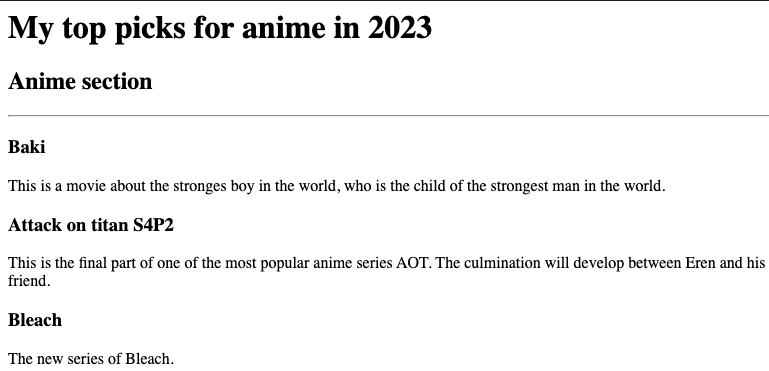 My top picks for anime in 2023
Anime section
Baki
This is a movie about the stronges boy in the world, who is the child of the strongest man in the world.
Attack on titan S4P2
This is the final part of one of the most popular anime series AOT. The culmination will develop between Eren and his
friend.
Bleach
The new series of Bleach.